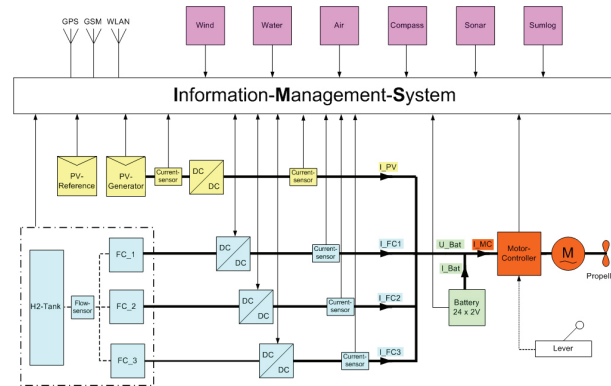 GPS GSM WLAN
Wind
Water
Air
Compass
Sonar
Sumlog
Information-Management-System
PV-
Reference
PV-
Generator
Current-
sensor
DC
DC
Current-
sensor
I_PV
H2-Tank
Flow-
sensor
FC_1
DC
DC
Current-
sensor
I_FC1
U_Bat
I_MC
Motor-
Controller
M
Propell
I_Bat
FC_2
DC
DC
Current-
sensor
I_FC2
Battery
24 x 2V
FC_3
DC
DC
Current-
sensor
I_FC3
Lever